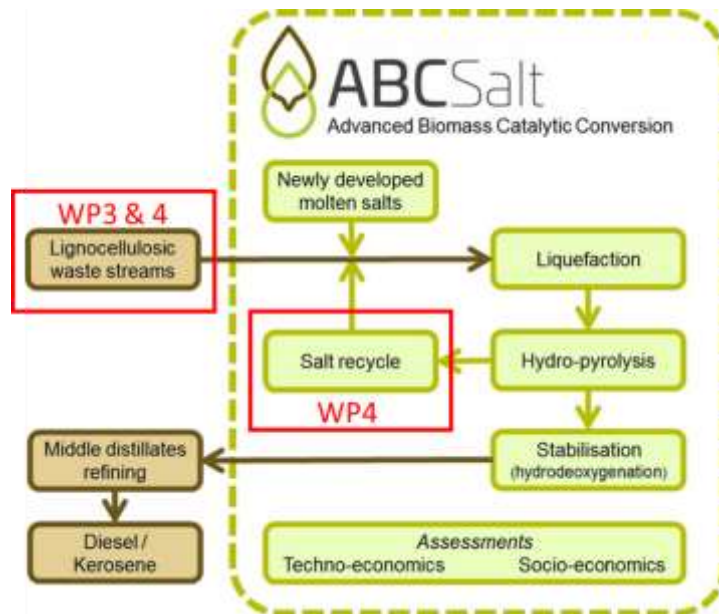 ABCSalt
Advanced Biomass Catalytic Conversion
Newly developed
molten salts
WP3 & 4
Lignocellulosic
waste streams
Liquefaction
Salt recycle
Hydro-pyrolysis
WP4
Middle distillates
refining
Stabilisation
(hydrodeoxygenation)
Diesel /
Kerosene
Assessments
Techno-economics Socio-economics